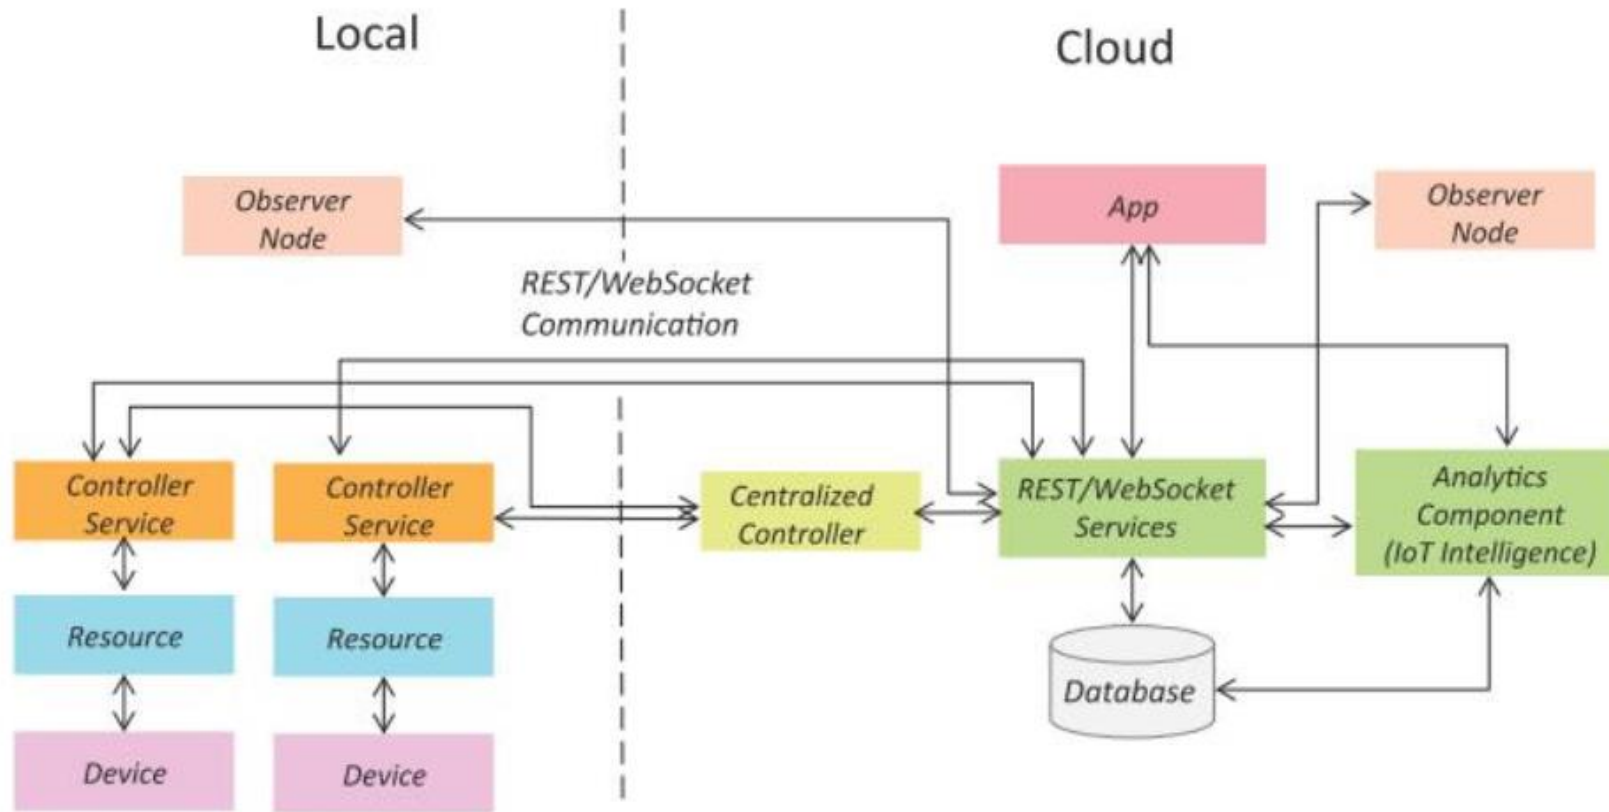 Local
Cloud
Observer
Node
App
Observer
Node
REST/WebSocket
Communication
Controller
Service
Controller
Service
Centralized
Controller
REST/WebSocket
Services
Analytics
Component
(IoT Intelligence)
Resource
Resource
Database
Device
Device